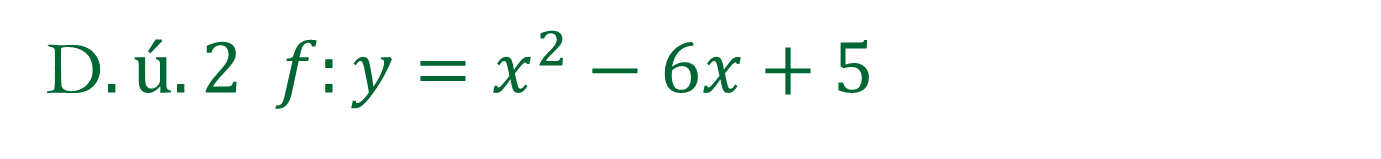 D. ú. 2 f: y = x² − 6x + 5